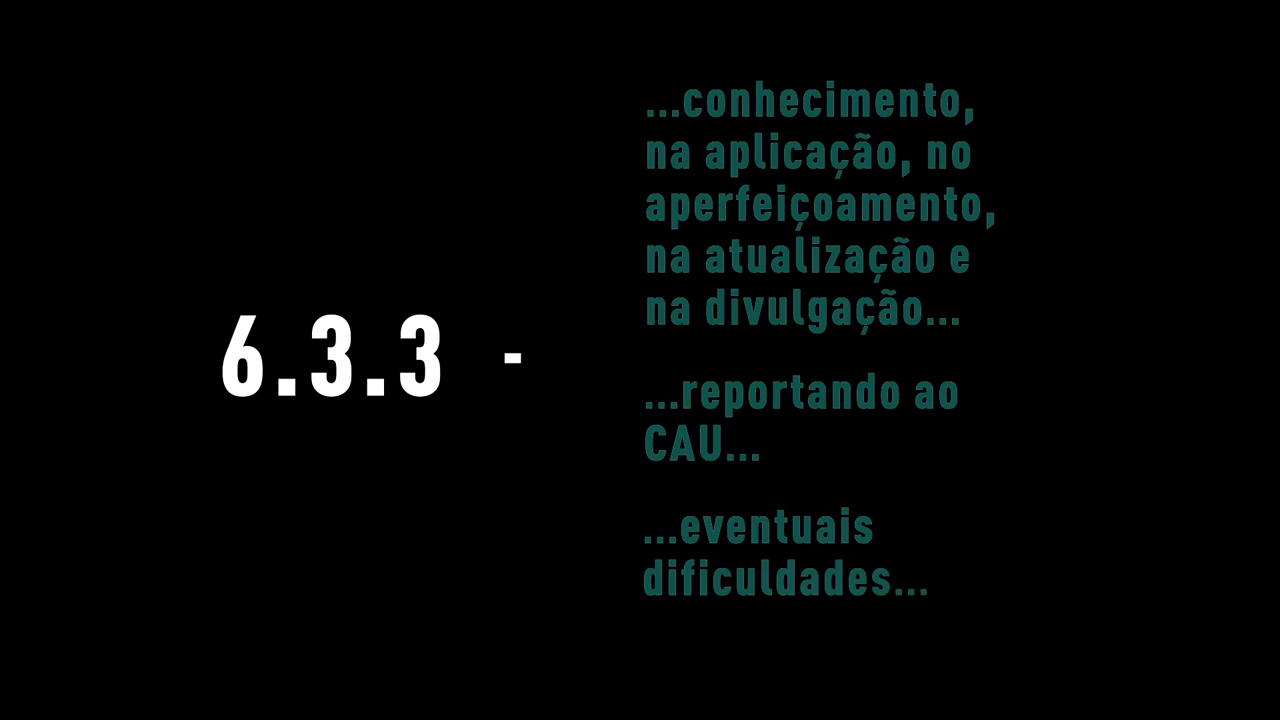 6.3.3 -
...conhecimento,
na aplicação, no
aperfeiçoamento,
na atualização e
na divulgação...
...reportando ao
CAU...
...eventuais
dificuldades...